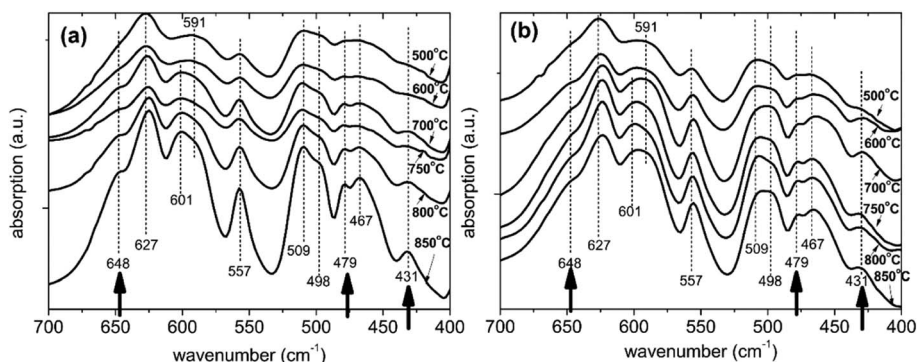 (a)
591
500°C
600°C
700°C
750°C
800°C
850°C
601
467
627
509
557
648
498
479
431
absorption (a.u.)
700 650 600 550 500 450 400
wavenumber (cm⁻¹)
(b)
591
500°C
600°C
700°C
750°C
800°C
850°C
601
467
627
509
557
648
498
479
431
absorption (a.u.)
700 650 600 550 500 450 400
wavenumber (cm⁻¹)